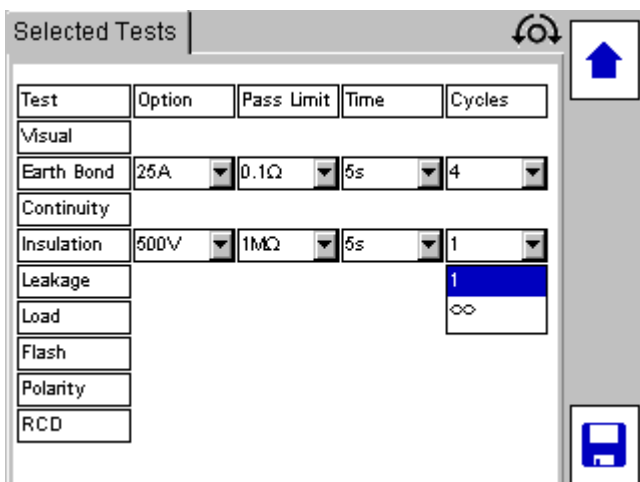 Selected Tests
Test Option Pass Limit Time Cycles
Visual
Earth Bond 25A 0.1Ω 5s 4
Continuity
Insulation 500V 1MΩ 5s 1
Leakage 1
Load ∞
Flash
Polarity
RCD